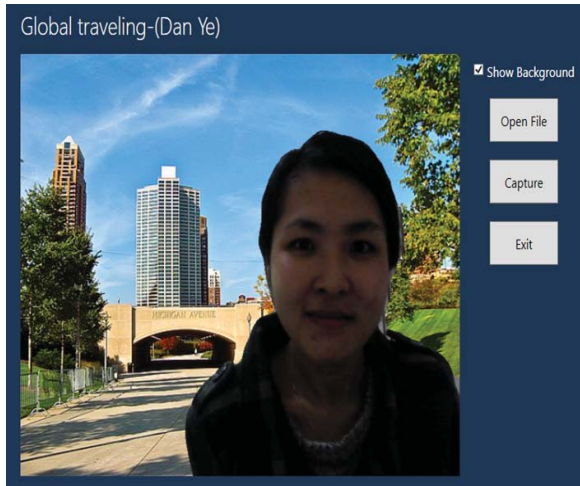 Global traveling-(Dan Ye)
Show Background
Open File
MICHIGAN AVENUE
Capture
Exit